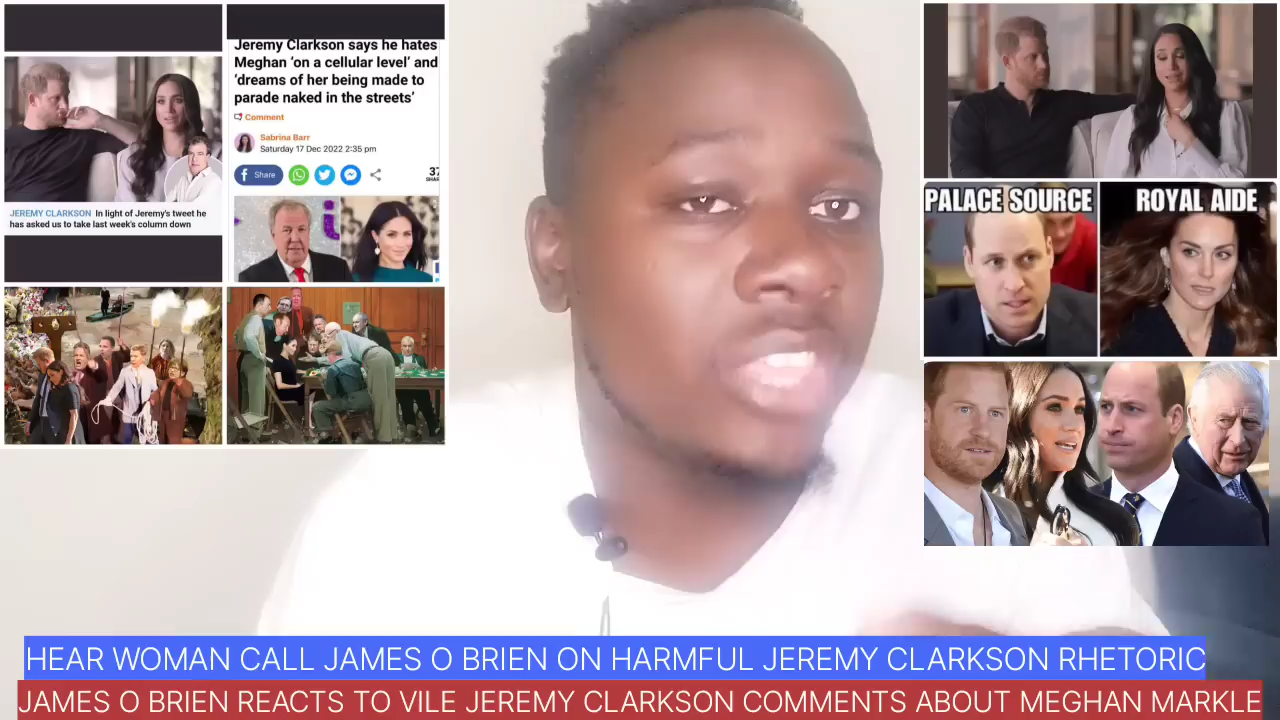 Jeremy Clarkson says he hates
Meghan 'on a cellular level' and
'dreams of her being made to
parade naked in the streets'
Comment
Sabrina Barr
Saturday 17 Dec 2022 2:35 pm
Share
37
JEREMY CLARKSON In light of Jeremy's tweet he
has asked us to take last week's column down
PALACE SOURCE
ROYAL AIDE
HEAR WOMAN CALL JAMES O BRIEN ON HARMFUL JEREMY CLARKSON RHETORIC
JAMES O BRIEN REACTS TO VILE JEREMY CLARKSON COMMENTS ABOUT MEGHAN MARKLE